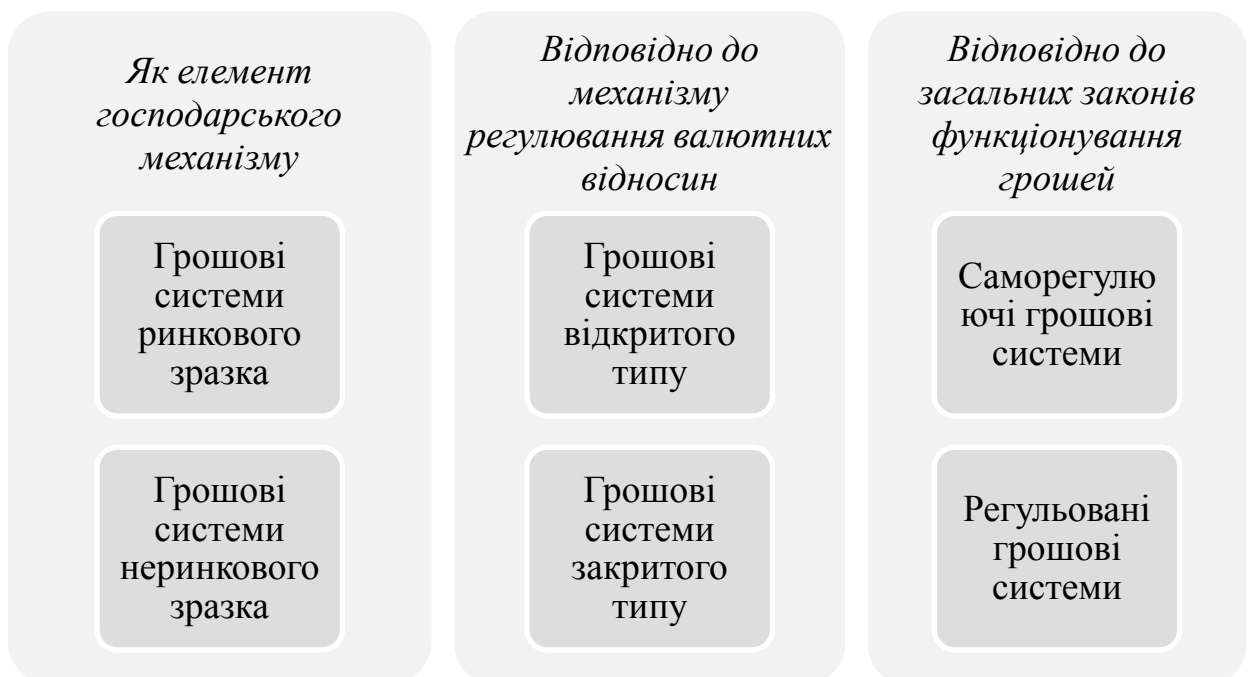 Як елемент
господарського
механізму
Грошові
системи
ринкового
зразка
Грошові
системи
неринкового
зразка
Відповідно до
механізму
регулювання валютних
відносин
Грошові
системи
відкритого
типу
Грошові
системи
закритого
типу
Відповідно до
загальних законів
функціонування
грошей
Саморегулю
ючі грошові
системи
Регульовані
грошові
системи